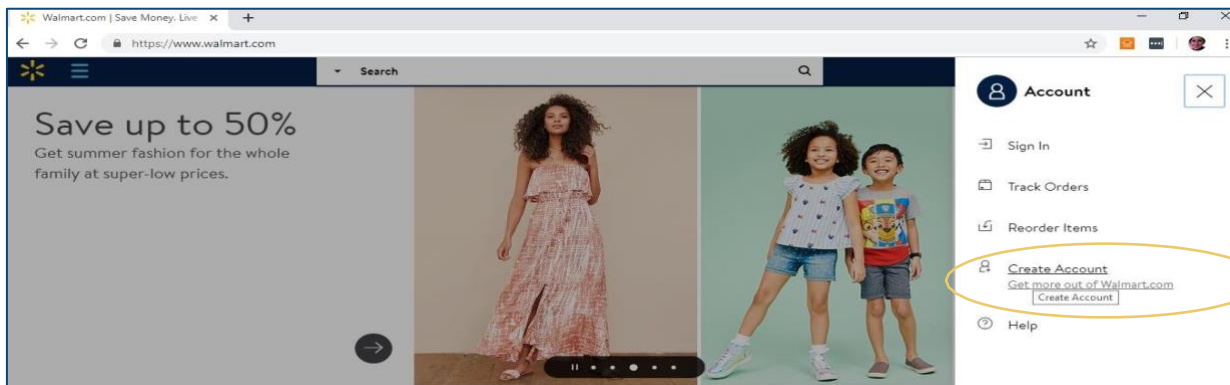 Walmart.com | Save Money. Live
https://www.walmart.com
Search
Account
Save up to 50%
Get summer fashion for the whole
family at super-low prices.
Sign In
Track Orders
Reorder Items
Create Account
Get more out of Walmart.com
Create Account
Help